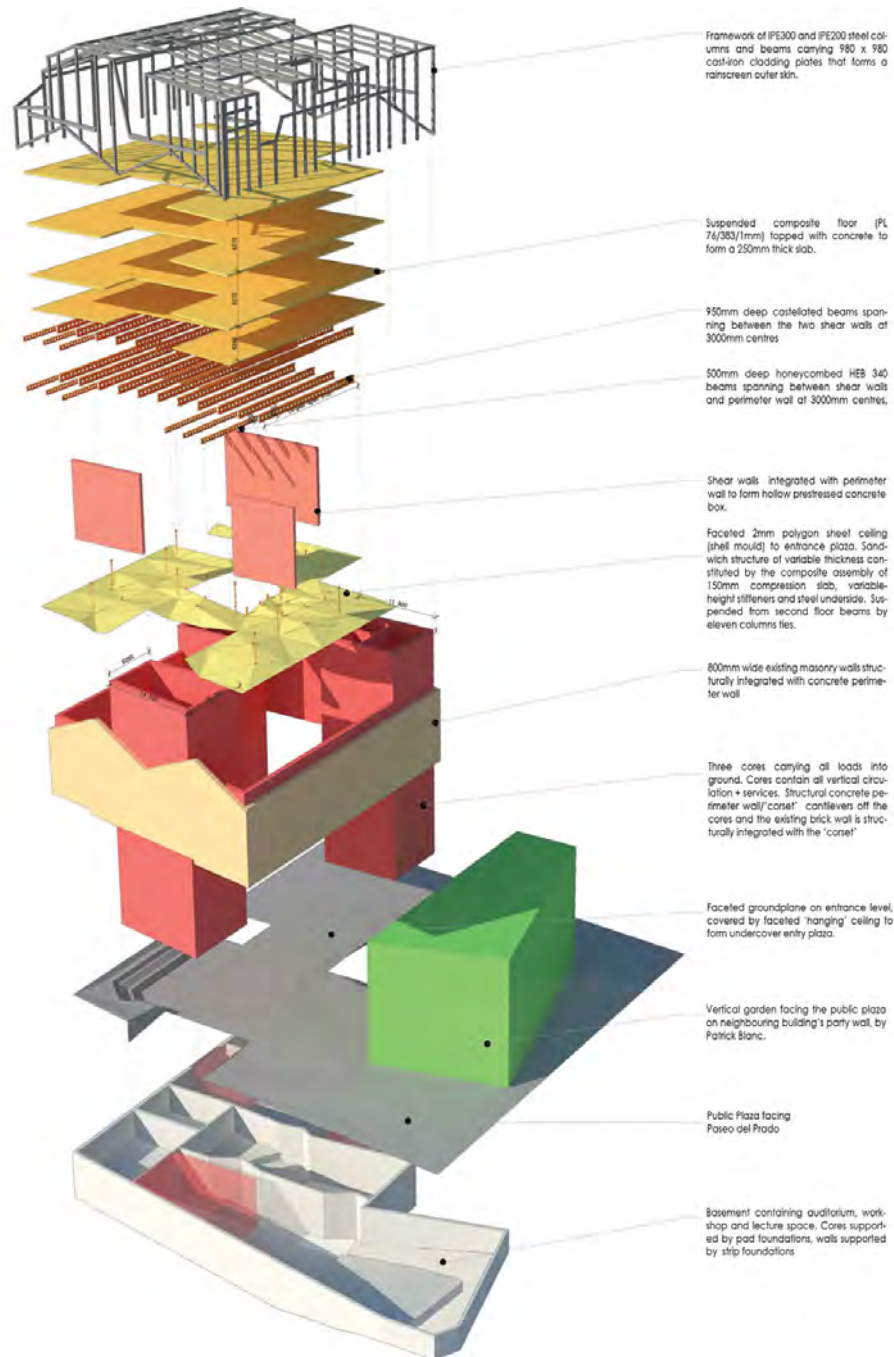 Framework of IPE300 and IPE200 steel col-
umns and beams carrying 980 x 980
cast-iron cladding plates that forms a
rainscreen outer skin.
Suspended composite floor (PL
76/383/1mm) topped with concrete to
form a 250mm thick slab.
950mm deep castellated beams span-
ning between the two shear walls at
3000mm centres
500mm deep honeycombed HEB 340
beams spanning between shear walls
and perimeter wall at 3000mm centres,
Shear walls integrated with perimeter
wall to form hollow prestressed concrete
box.
Faceted 2mm polygon sheet ceiling
(shell mould) to entrance plaza. Sand-
wich structure of variable thickness con-
stituted by the composite assembly of
150mm compression slab, variable-
height stiffeners and steel underside. Sus-
pended from second floor beams by
eleven columns ties.
800mm wide existing masonry walls struc-
turally integrated with concrete perime-
ter wall
Three cores carrying all loads into
ground. Cores contain all vertical circu-
lation + services. Structural concrete pe-
rimeter wall/'corset' cantilevers off the
cores and the existing brick wall is struc-
turally integrated with the 'corset'
Faceted groundplane on entrance level,
covered by faceted 'hanging' ceiling to
form undercover entry plaza.
Vertical garden facing the public plaza
on neighbouring building's party wall, by
Patrick Blanc.
Public Plaza facing
Paseo del Prado
Basement containing auditorium, work-
shop and lecture space. Cores support-
ed by pad foundations, walls supported
by strip foundations